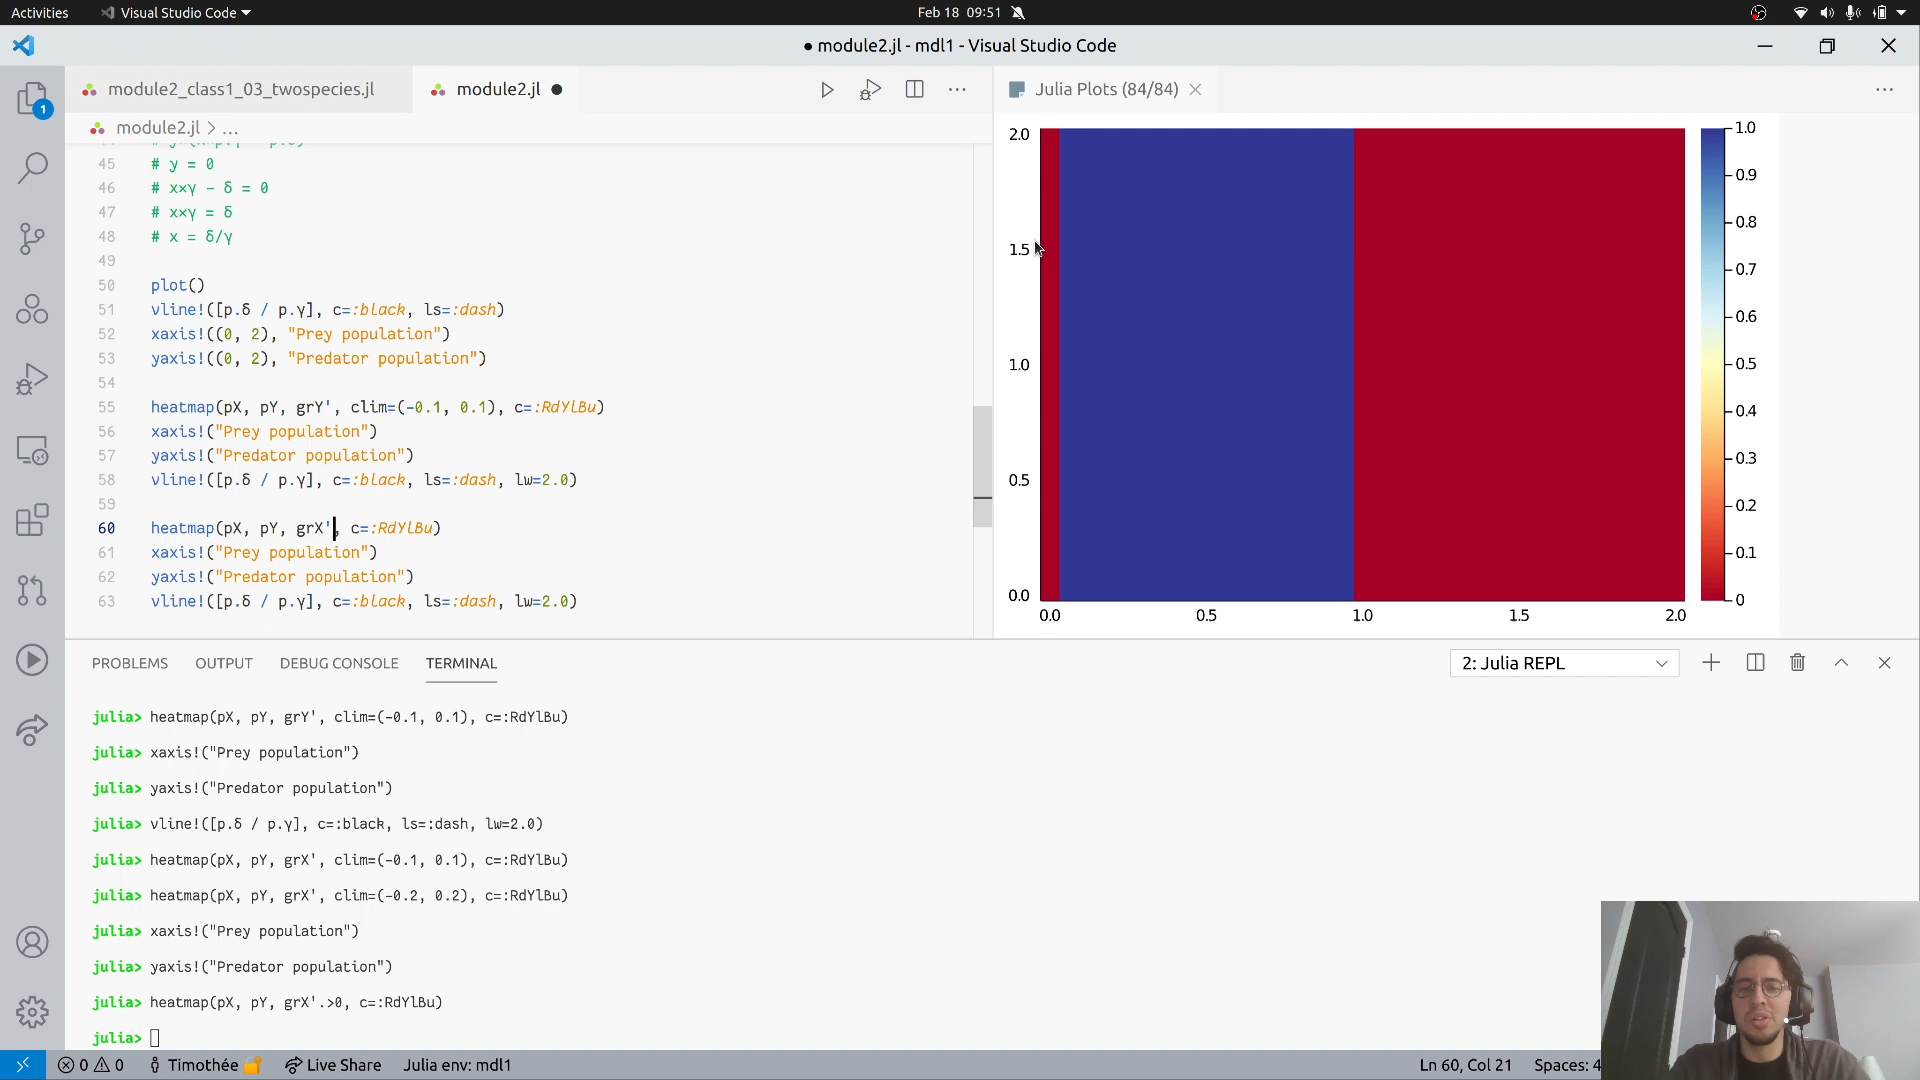 Activities
Visual Studio Code
Feb 18 09:51
● module2.jl - mdl1 - Visual Studio Code
1
module2_class1_03_twospecies.jl
module2.jl ●
Julia Plots (84/84)
module2.jl > ...
45 # y = 0
46 # x×γ - δ = 0
47 # x×γ = δ
48 # x = δ/γ
49
50 plot()
51 vline!([p.δ / p.γ], c=:black, ls=:dash)
52 xaxis!((0, 2), "Prey population")
53 yaxis!((0, 2), "Predator population")
54
55 heatmap(pX, pY, grY', clim=(-0.1, 0.1), c=:RdYlBu)
56 xaxis!("Prey population")
57 yaxis!("Predator population")
58 vline!([p.δ / p.γ], c=:black, ls=:dash, lw=2.0)
59
60 heatmap(pX, pY, grX', c=:RdYlBu)
61 xaxis!("Prey population")
62 yaxis!("Predator population")
63 vline!([p.δ / p.γ], c=:black, ls=:dash, lw=2.0)
2.0
1.5
1.0
0.5
0.0
0.0 0.5 1.0 1.5 2.0
1.0
0.9
0.8
0.7
0.6
0.5
0.4
0.3
0.2
0.1
0
PROBLEMS OUTPUT DEBUG CONSOLE TERMINAL
2: Julia REPL
julia> heatmap(pX, pY, grY', clim=(-0.1, 0.1), c=:RdYlBu)
julia> xaxis!("Prey population")
julia> yaxis!("Predator population")
julia> vline!([p.δ / p.γ], c=:black, ls=:dash, lw=2.0)
julia> heatmap(pX, pY, grX', clim=(-0.1, 0.1), c=:RdYlBu)
julia> heatmap(pX, pY, grX', clim=(-0.2, 0.2), c=:RdYlBu)
julia> xaxis!("Prey population")
julia> yaxis!("Predator population")
julia> heatmap(pX, pY, grX'.>0, c=:RdYlBu)
julia>
0 0 Timothée Live Share Julia env: mdl1
Ln 60, Col 21 Spaces: 4